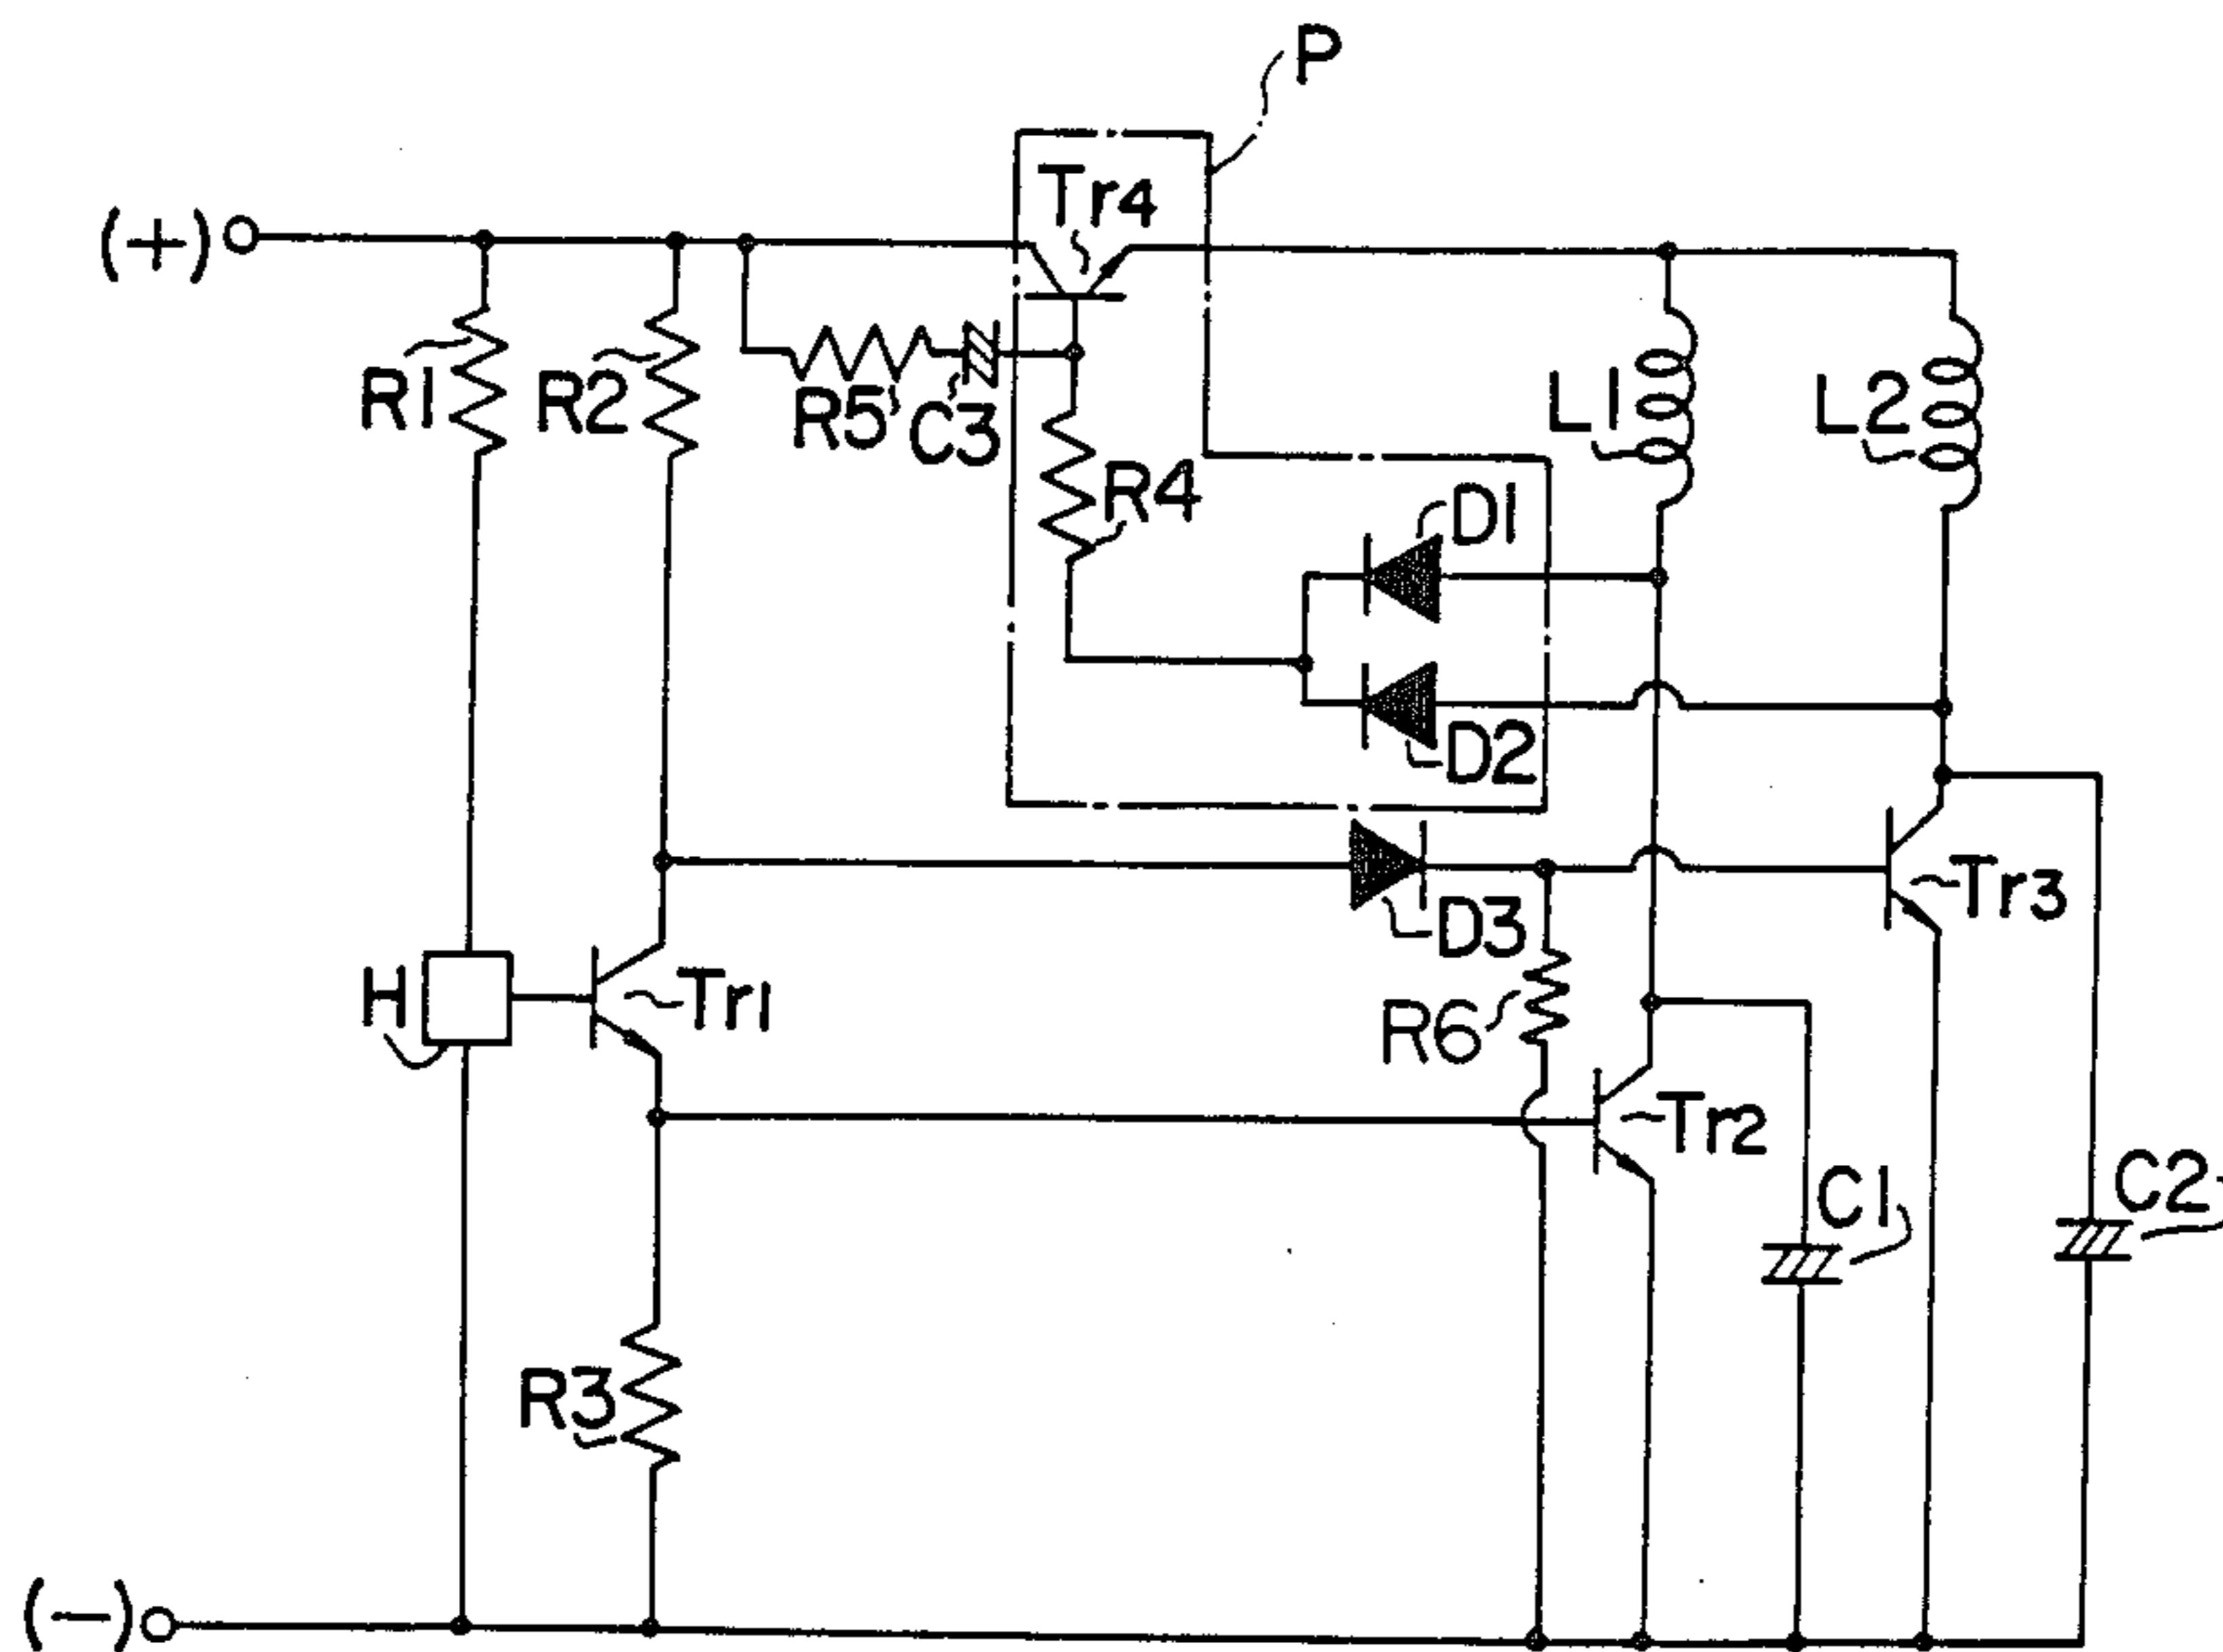 P
Tr4
(+)
R1
R2
R5
C3
L1
L2
R4
D1
D2
D3
Tr3
H
Tr1
R6
Tr2
C1
C2
R3
(-)